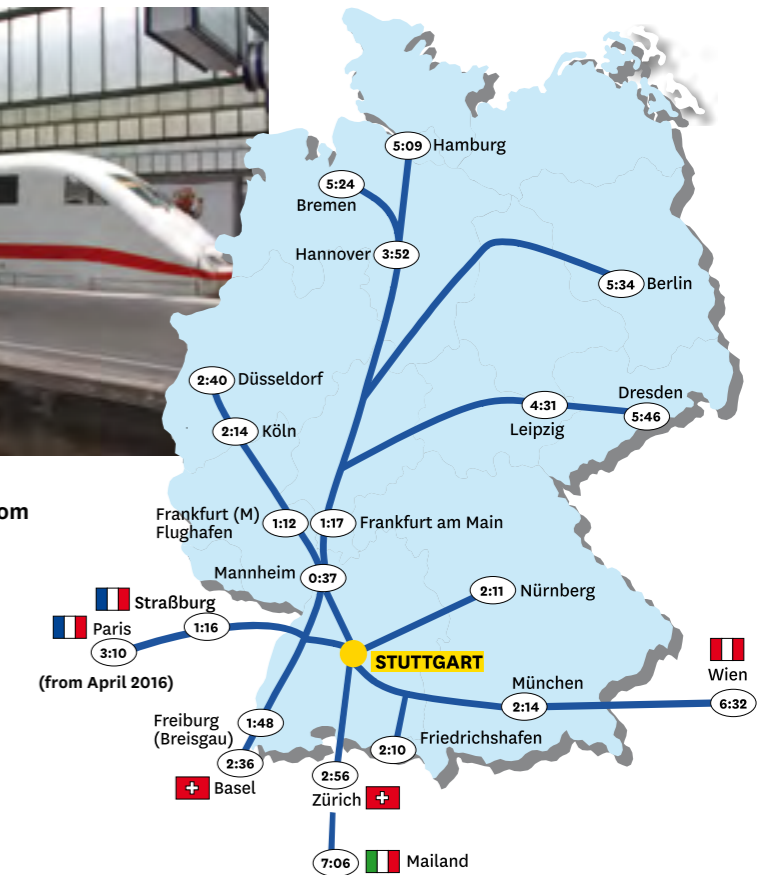 5:09 Hamburg
5:24
Bremen
Hannover 3:52
5:34 Berlin
2:40 Düsseldorf
Dresden
4:31
5:46
Leipzig
2:14 Köln
om
Frankfurt (M)
Flughafen
1:12
1:17 Frankfurt am Main
Mannheim 0:37
2:11 Nürnberg
Straßburg
1:16
Paris
3:10
(from April 2016)
STUTTGART
Wien
6:32
München
2:14
Freiburg
(Breisgau)
1:48
2:36
Basel
2:10 Friedrichshafen
2:56
Zürich
7:06 Mailand